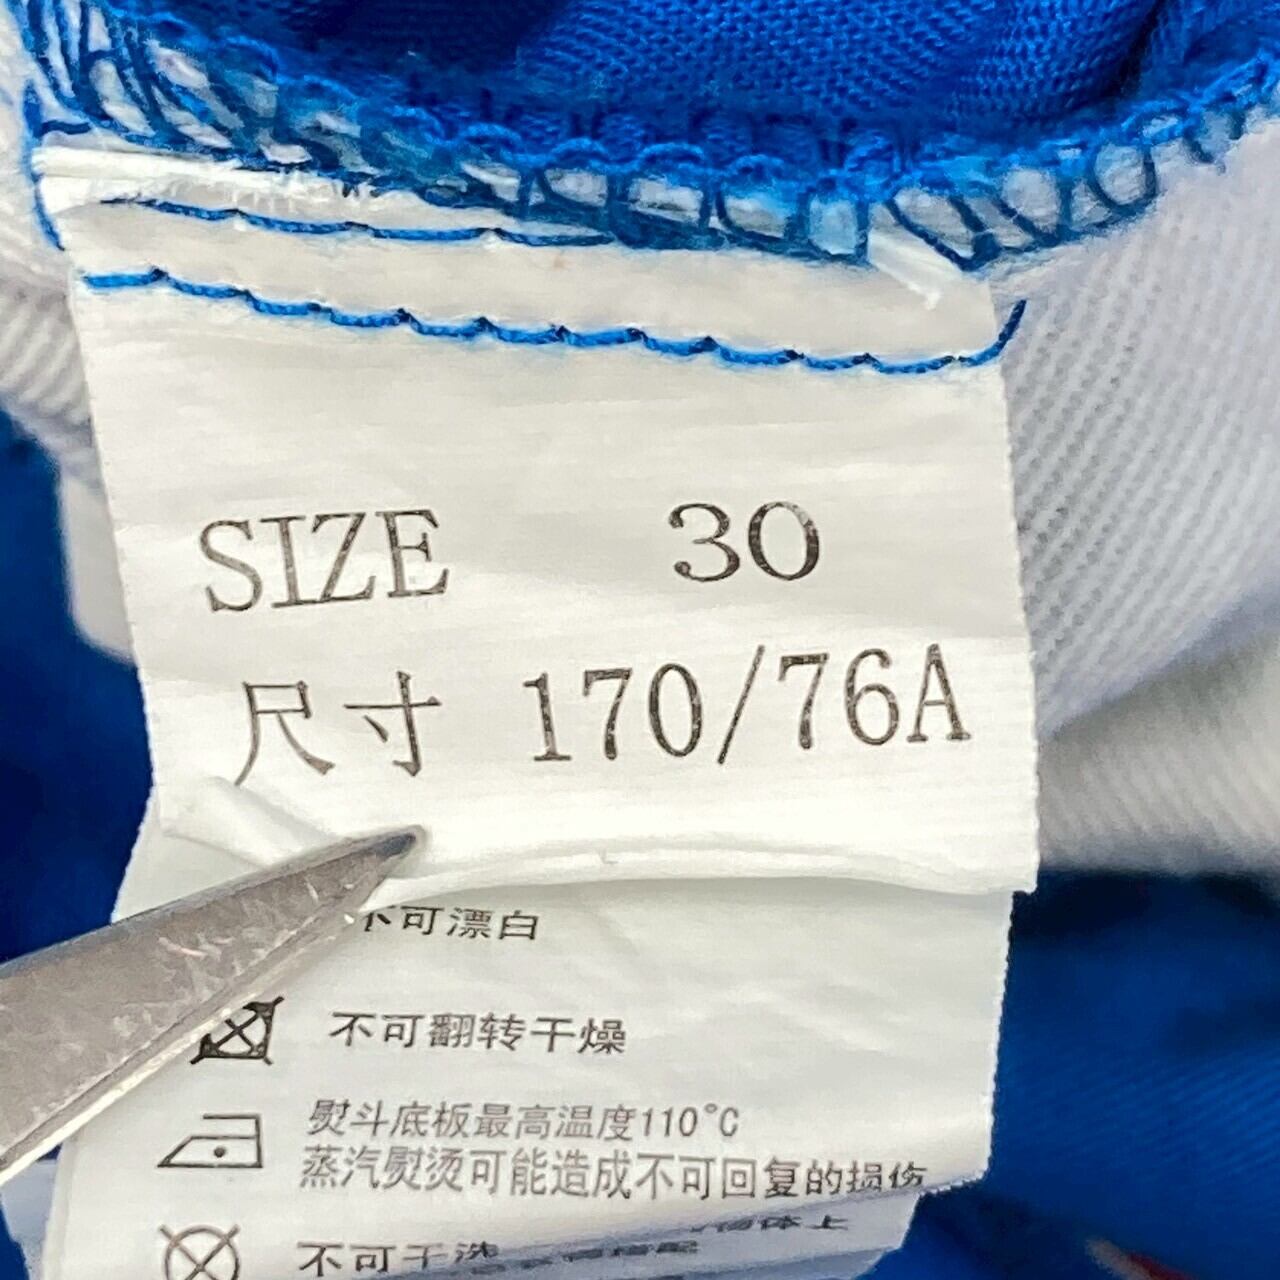 SIZE 30
尺寸 170/76A
不可漂白
不可翻转干燥
熨斗底板最高温度110°C
蒸汽熨烫可能造成不可回复的损伤
不可干洗